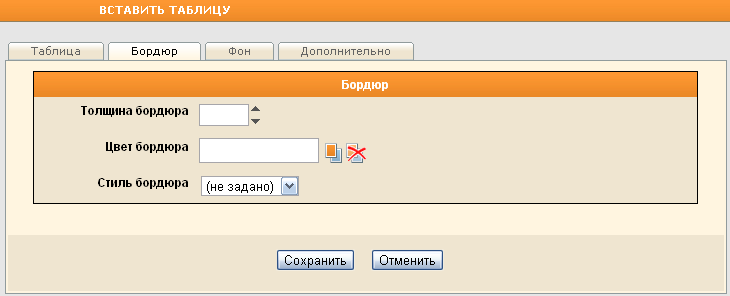 ВСТАВИТЬ ТАБЛИЦУ
Таблица Бордюр Фон Дополнительно
Бордюр
Толщина бордюра
Цвет бордюра
Стиль бордюра (не задано)
Сохранить Отменить